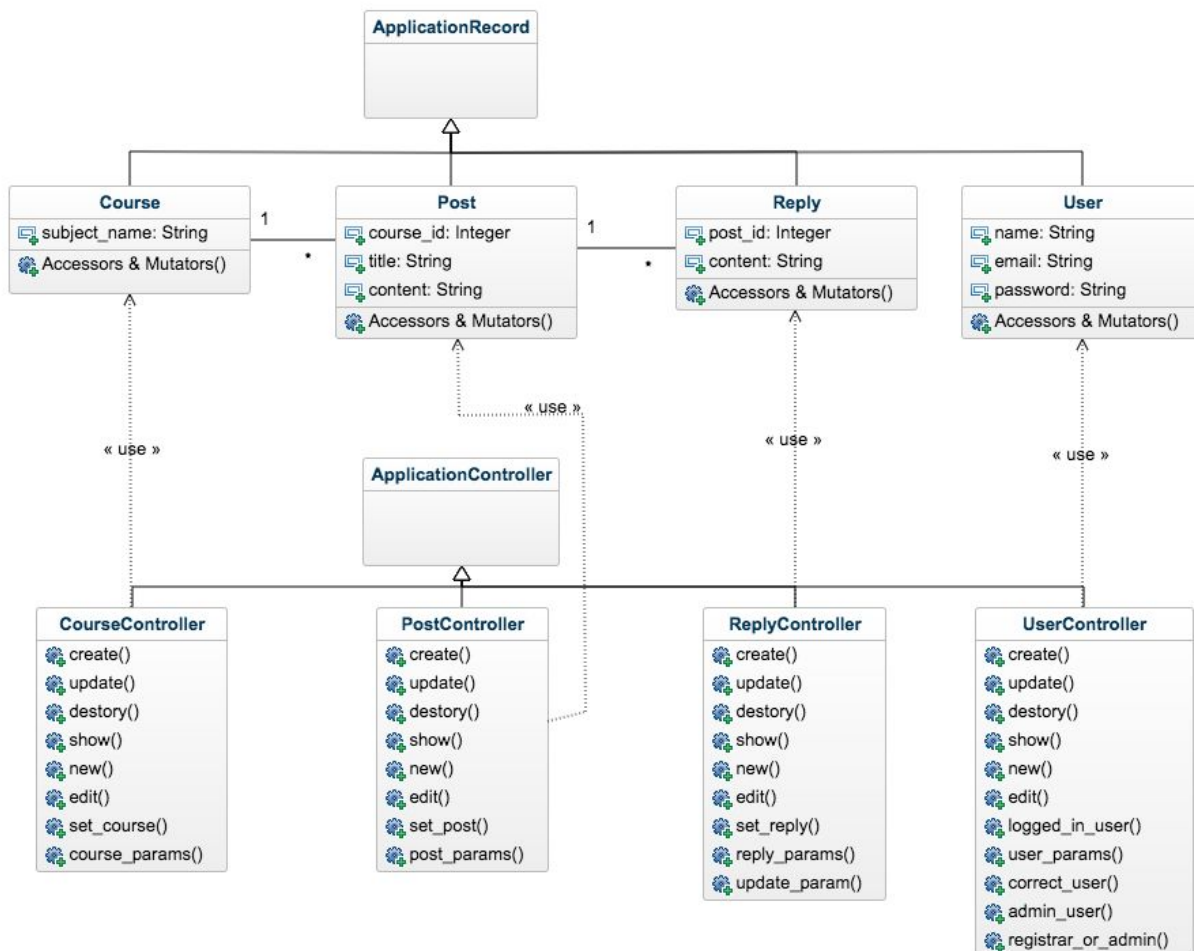 ApplicationRecord
Course
subject_name: String
Accessors & Mutators()
1
*
Post
course_id: Integer
title: String
content: String
Accessors & Mutators()
1
*
Reply
post_id: Integer
content: String
Accessors & Mutators()
User
name: String
email: String
password: String
Accessors & Mutators()
« use »
« use »
« use »
« use »
ApplicationController
CourseController
create()
update()
destory()
show()
new()
edit()
set_course()
course_params()
PostController
create()
update()
destory()
show()
new()
edit()
set_post()
post_params()
ReplyController
create()
update()
destory()
show()
new()
edit()
set_reply()
reply_params()
update_param()
UserController
create()
update()
destory()
show()
new()
edit()
logged_in_user()
user_params()
correct_user()
admin_user()
registrar_or_admin()